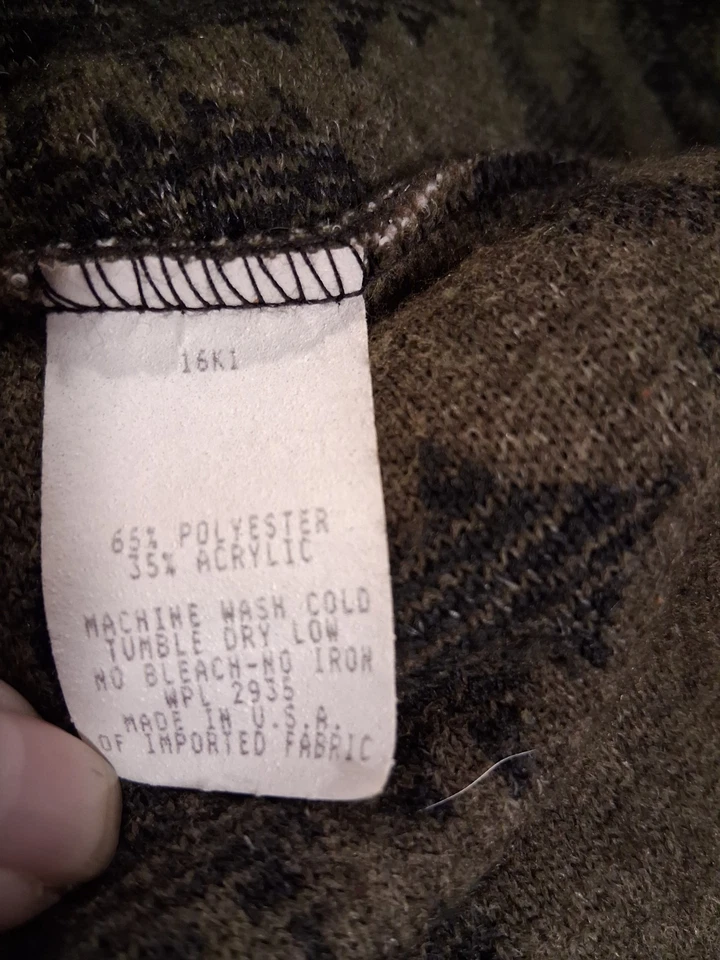 16K1
65% POLYESTER
35% ACRYLIC
MACHINE WASH COLD
TUMBLE DRY LOW
NO BLEACH-NO IRON
WPL 2935
MADE IN U.S.A.
OF IMPORTED FABRIC